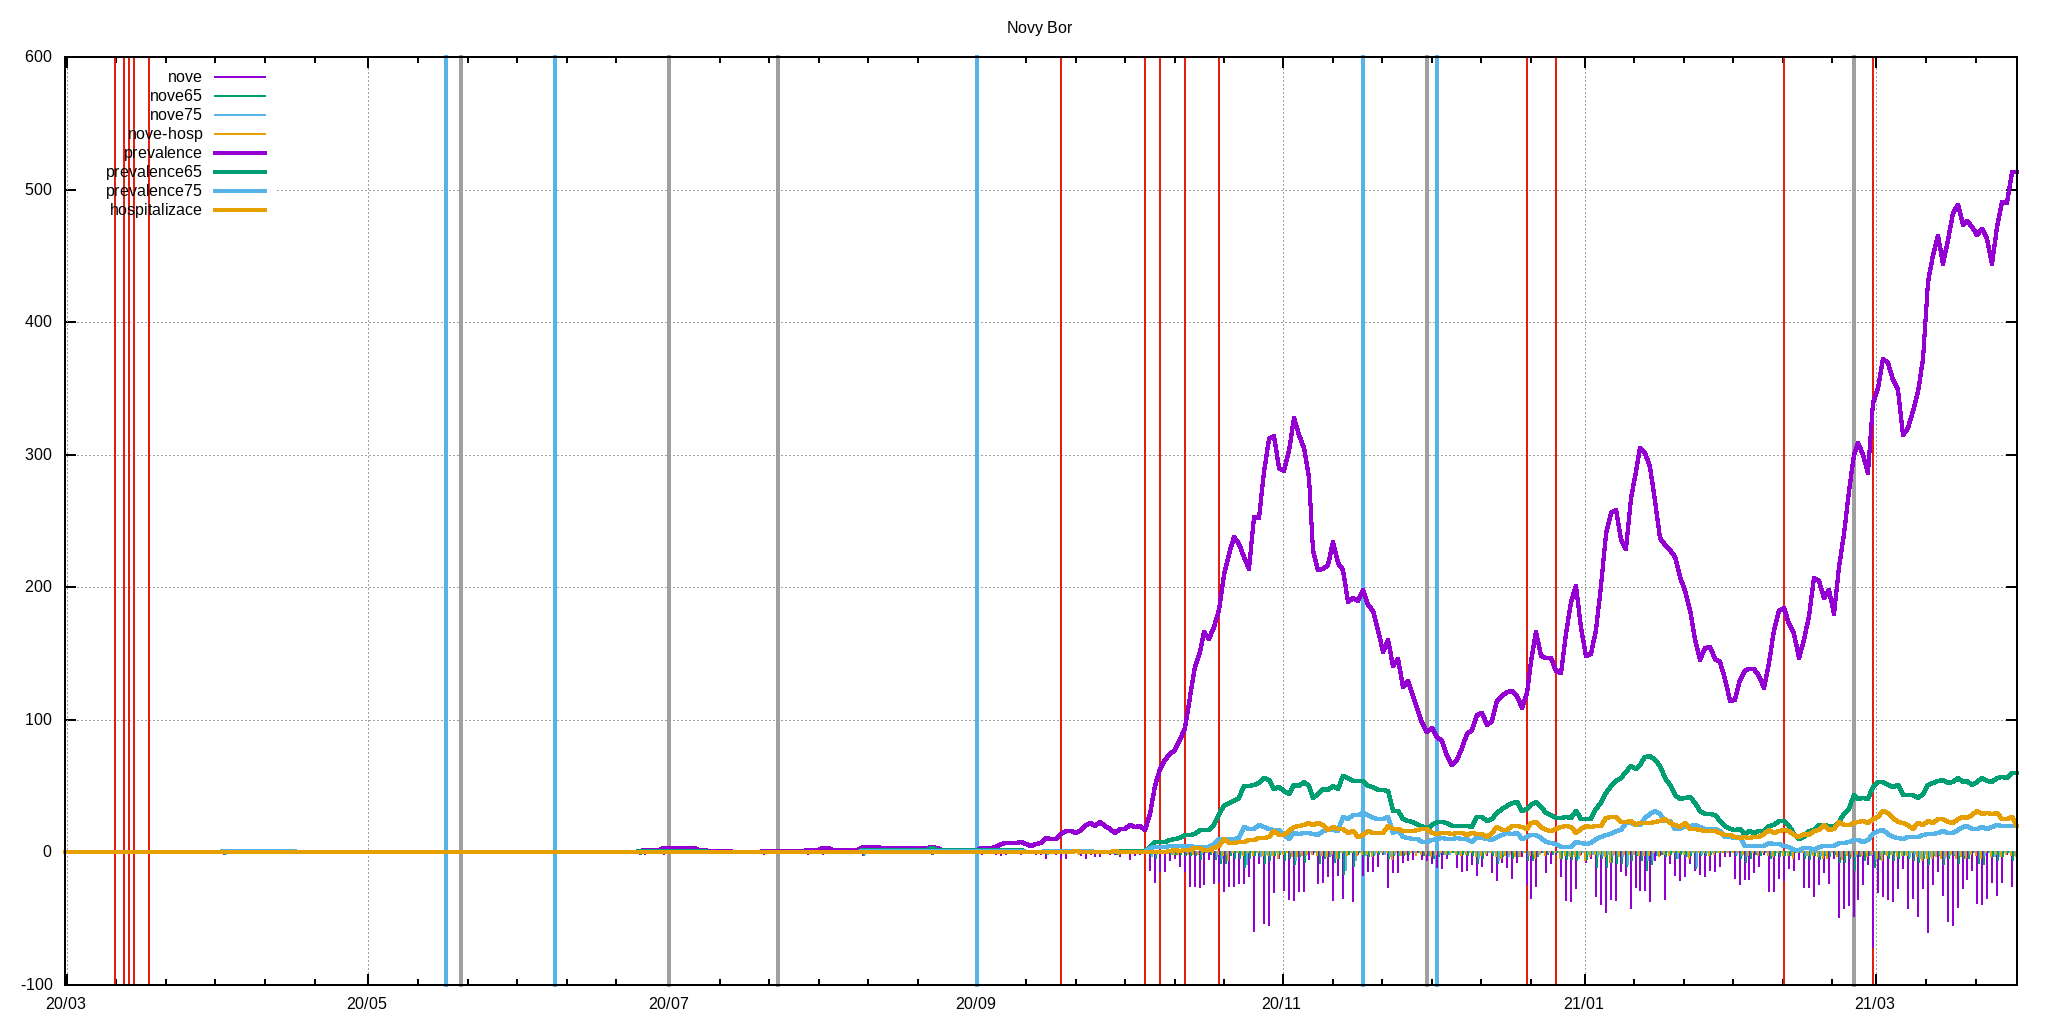 Novy Bor
600
nove
nove65
nove75
nove-hosp
prevalence
prevalence65
prevalence75
hospitalizace
500
400
300
200
100
0
-100
20/03 20/05 20/07 20/09 20/11 21/01 21/03